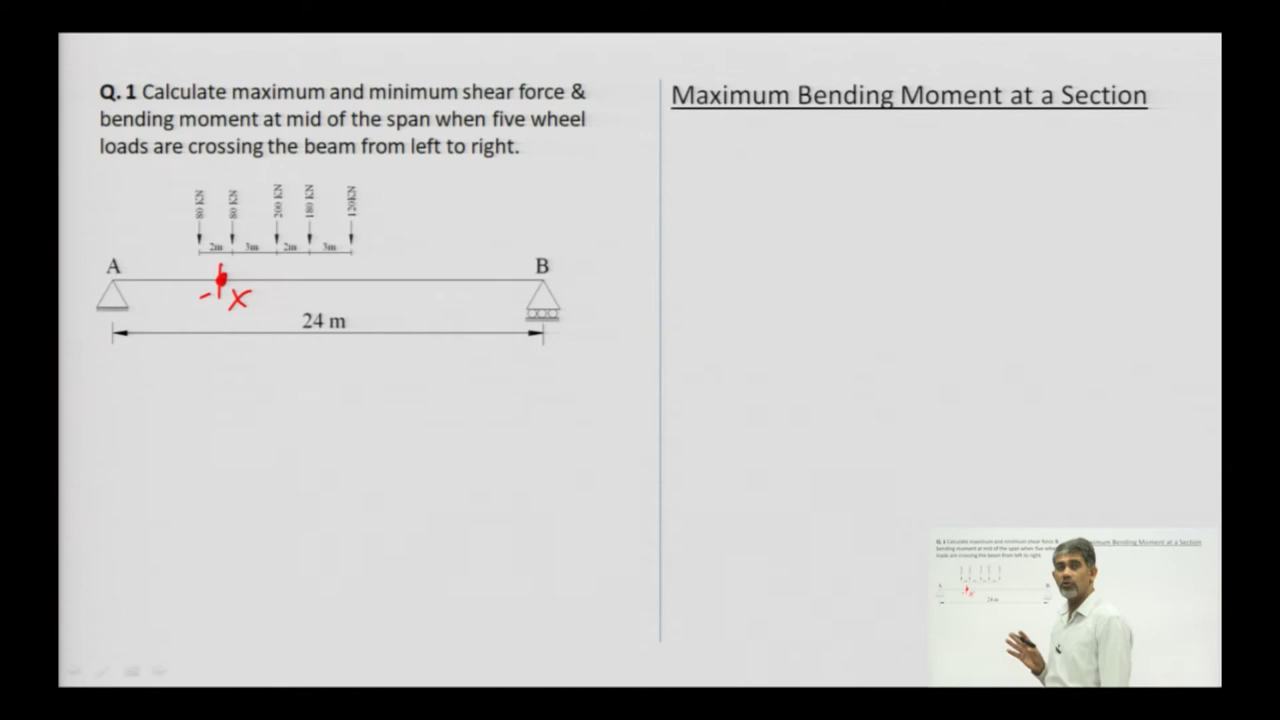 Q. 1 Calculate maximum and minimum shear force &
bending moment at mid of the span when five wheel
loads are crossing the beam from left to right.
80 KN
80 KN
200 KN
180 KN
120KN
2m
3m
2m
3m
A
B
x
24 m
Maximum Bending Moment at a Section